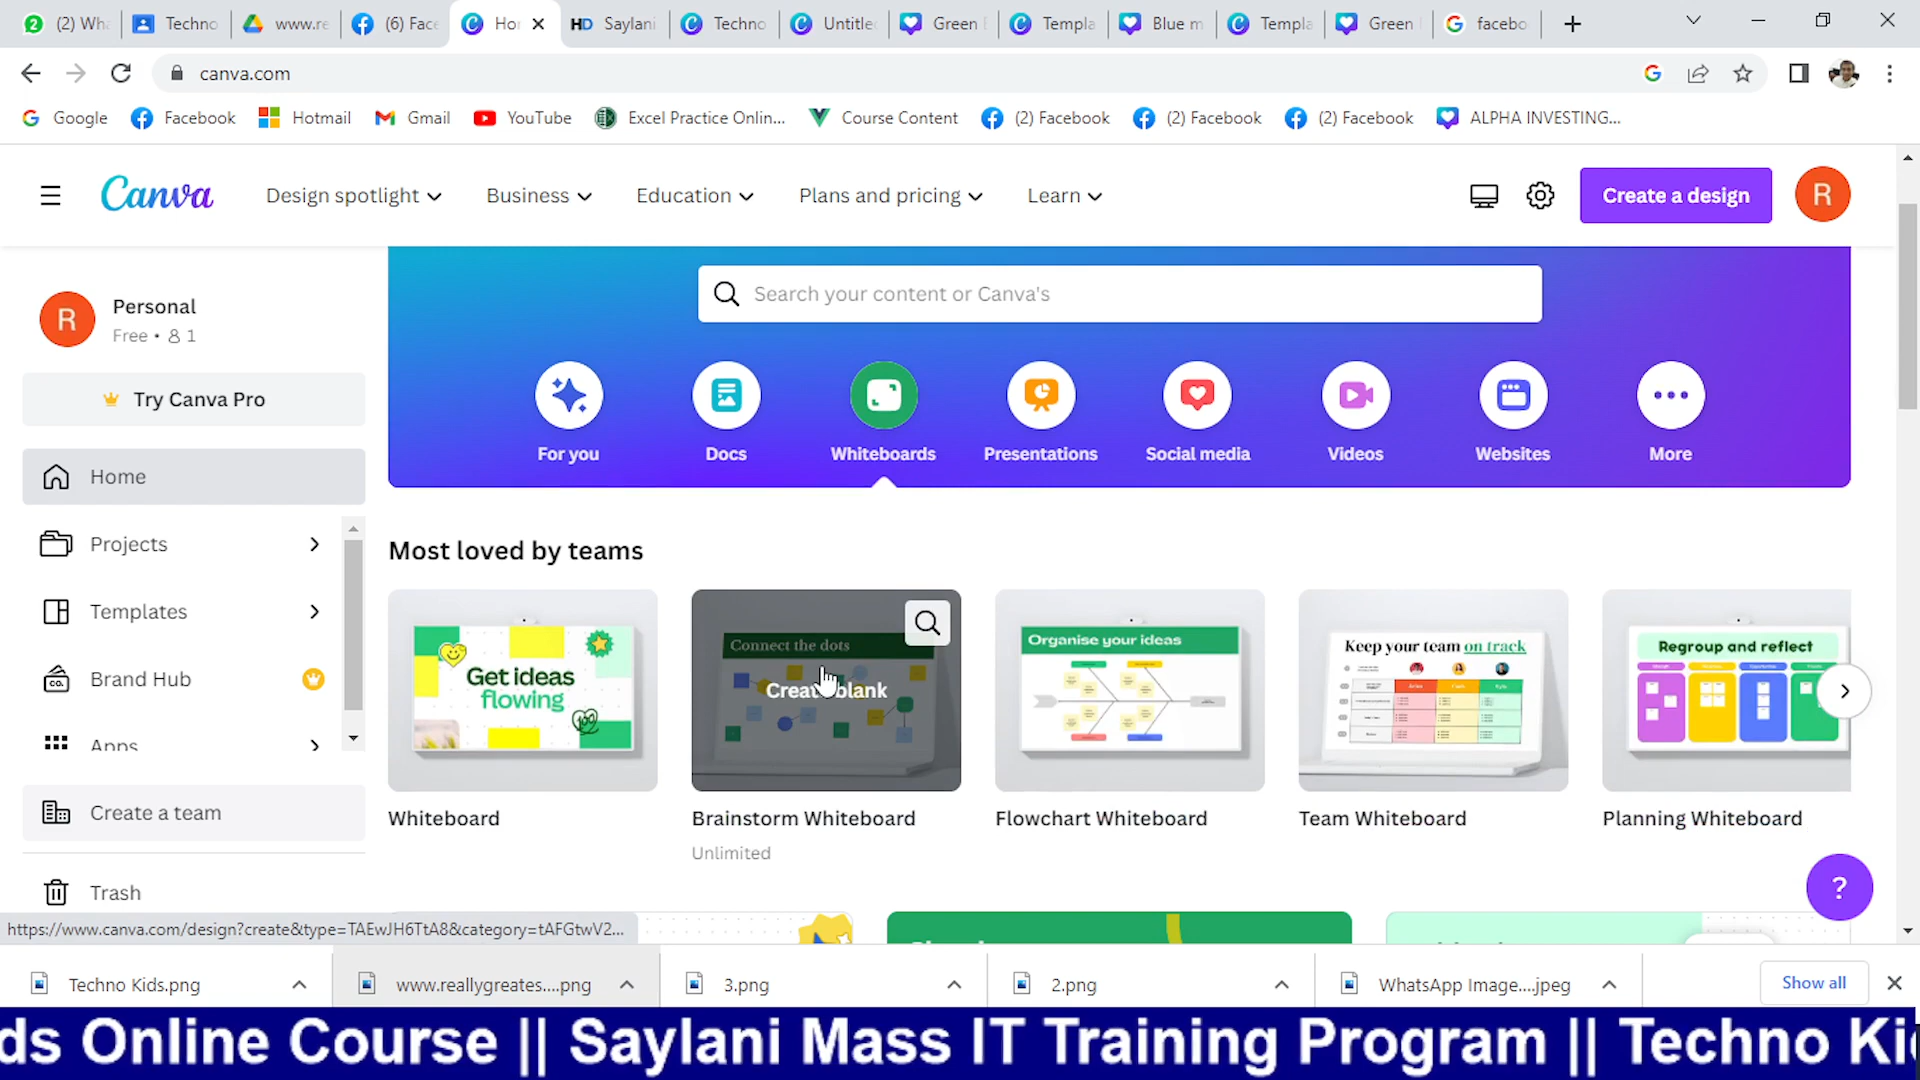 (2) Wha
Techno
www.re
(6) Face
Ho
HD Saylani
Techno
Untitle
Green
Templa
Blue m
Templa
Green
facebo
canva.com
Google
Facebook
Hotmail
Gmail
YouTube
Excel Practice Onlin...
Course Content
(2) Facebook
(2) Facebook
(2) Facebook
ALPHA INVESTING...
Canva
Design spotlight
Business
Education
Plans and pricing
Learn
Create a design
R
Search your content or Canva's
R
Personal
Free • 1
Try Canva Pro
For you
Docs
Whiteboards
Presentations
Social media
Videos
Websites
More
Home
Projects
Templates
Brand Hub
Apps
Create a team
Trash
Most loved by teams
Get ideas
flowing
100
Connect the dots
Create blank
Organise your ideas
Keep your team on track
Regroup and reflect
Whiteboard
Brainstorm Whiteboard
Flowchart Whiteboard
Team Whiteboard
Planning Whiteboard
Unlimited
?
https://www.canva.com/design?create&type=TAEwJH6TtA8&category=tAFGtwV2...
Techno Kids.png
www.reallygreates....png
3.png
2.png
WhatsApp Image....jpeg
Show all
ds Online Course || Saylani Mass IT Training Program || Techno Ki